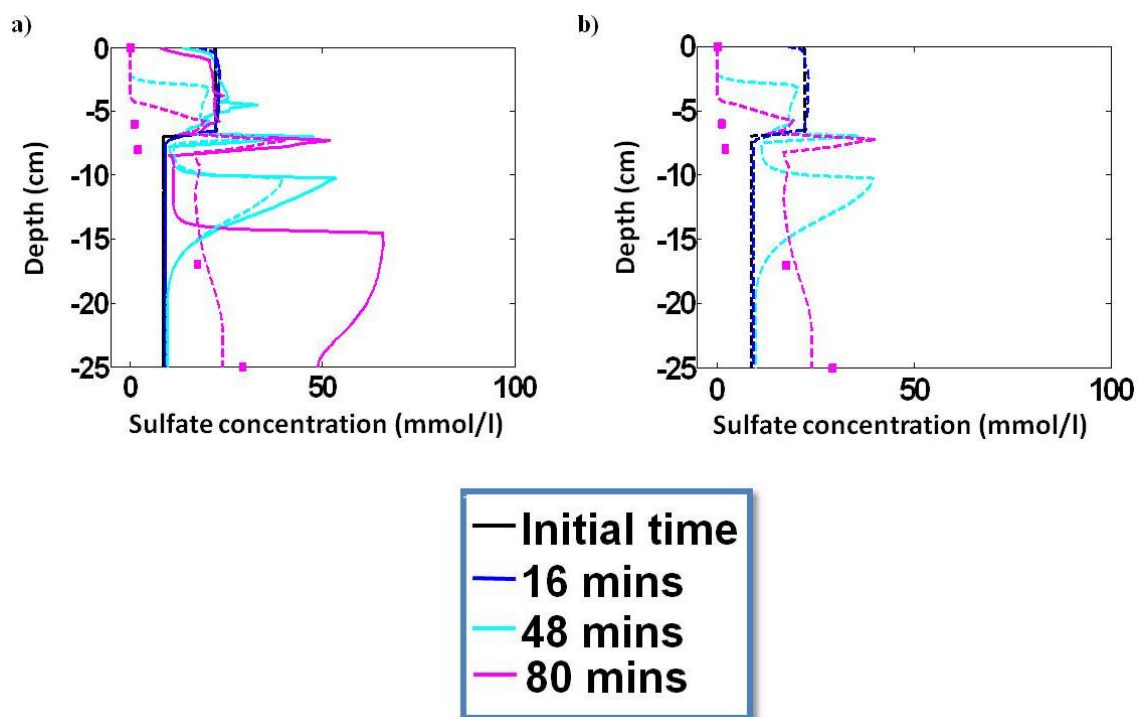 a)
0
-5
-10
-15
-20
-25
Depth (cm)
0 50 100
Sulfate concentration (mmol/l)
b)
0
-5
-10
-15
-20
-25
Depth (cm)
0 50 100
Sulfate concentration (mmol/l)
Initial time
16 mins
48 mins
80 mins